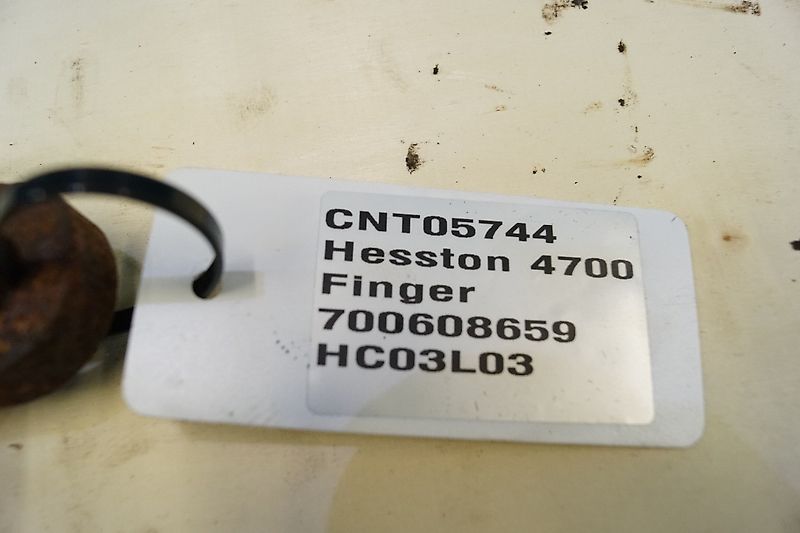 CNT05744
Hesston 4700
Finger
700608659
HC03L03